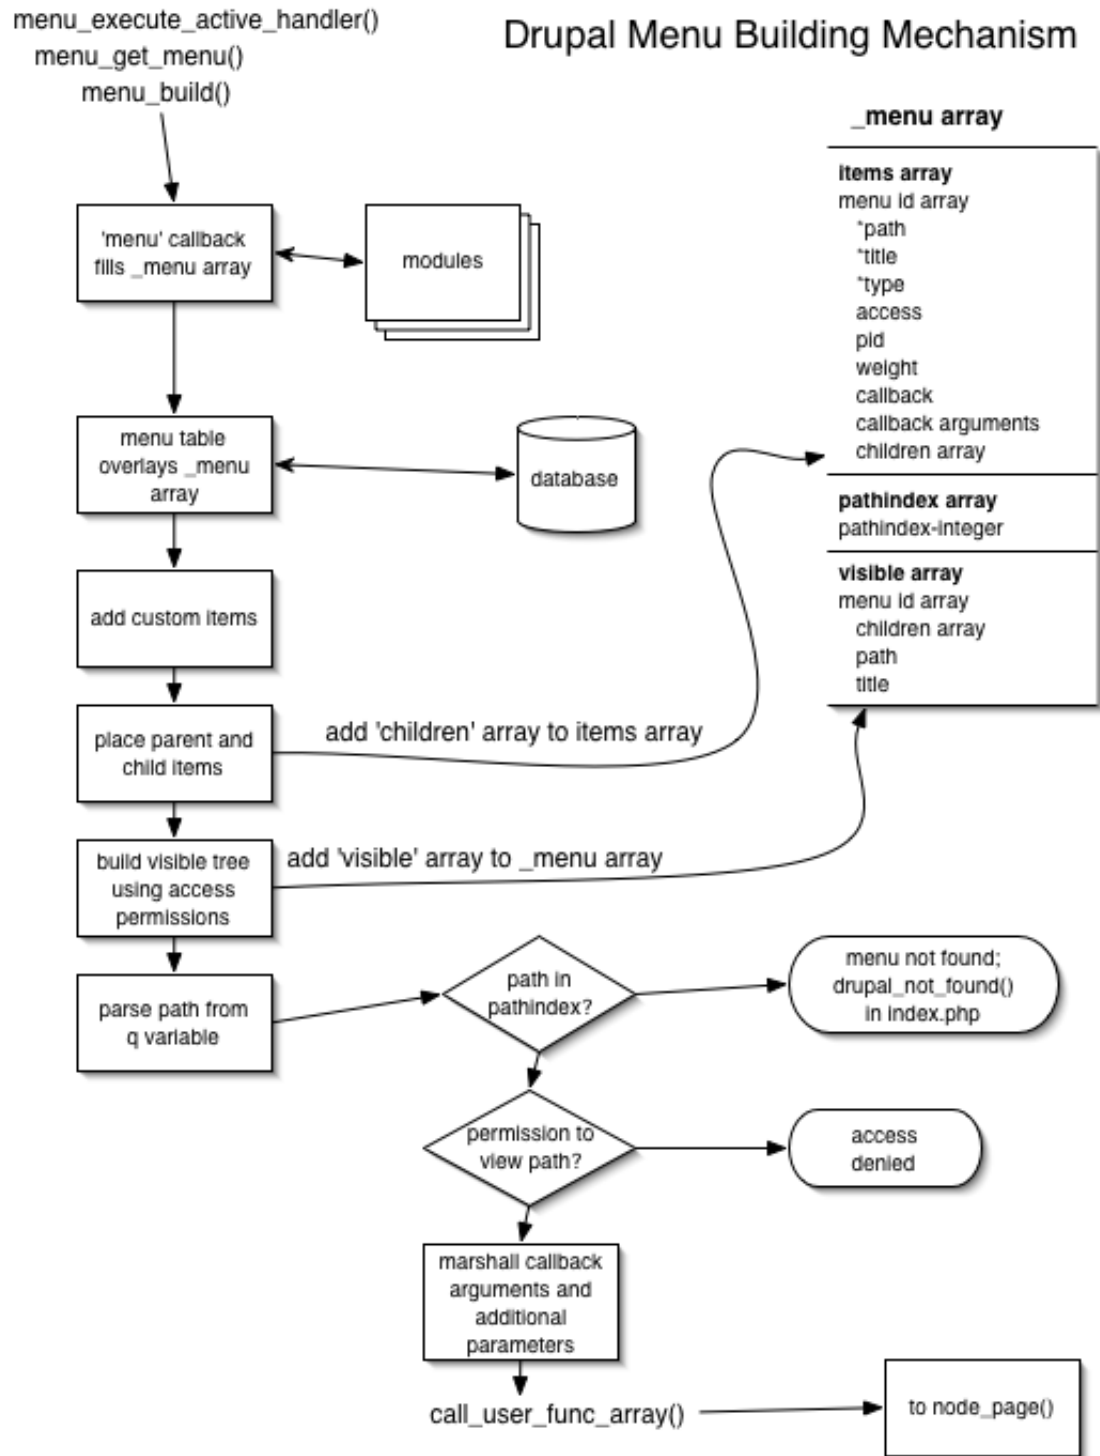 menu_execute_active_handler()
menu_get_menu()
menu_build()
Drupal Menu Building Mechanism
_menu array
items array
menu id array
*path
*title
*type
access
pid
weight
callback
callback arguments
children array
pathindex array
pathindex-integer
visible array
menu id array
children array
path
title
'menu' callback
fills _menu array
modules
menu table
overlays _menu
array
database
add custom items
place parent and
child items
add 'children' array to items array
build visible tree
using access
permissions
add 'visible' array to _menu array
parse path from
q variable
path in
pathindex?
menu not found;
drupal_not_found()
in index.php
permission to
view path?
access
denied
marshall callback
arguments and
additional
parameters
call_user_func_array()
to node_page()